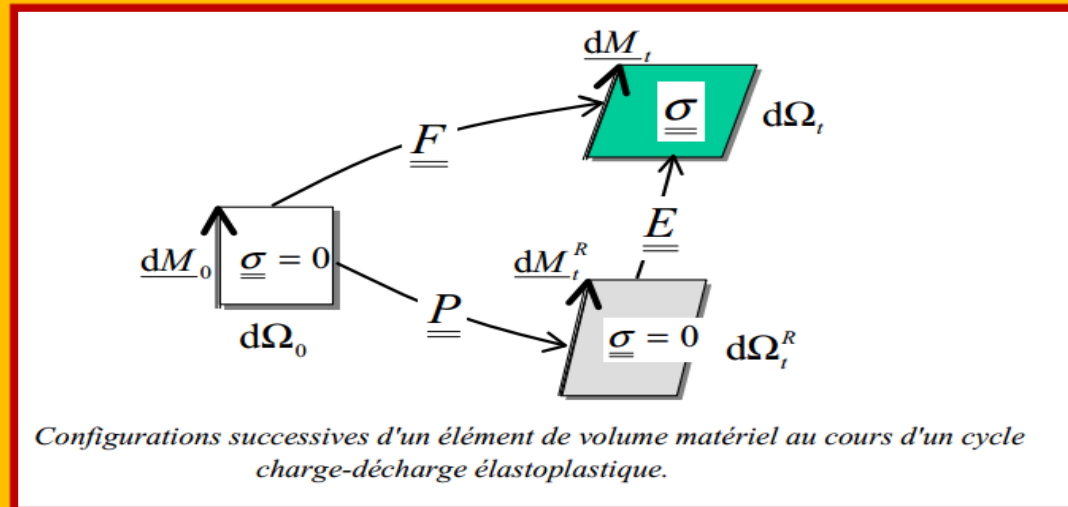 dM_t
σ
dΩ_t
F
E
dM_0
σ = 0
dM_t^R
P
σ = 0
dΩ_t^R
dΩ_0
Configurations successives d'un élément de volume matériel au cours d'un cycle
charge-décharge élastoplastique.